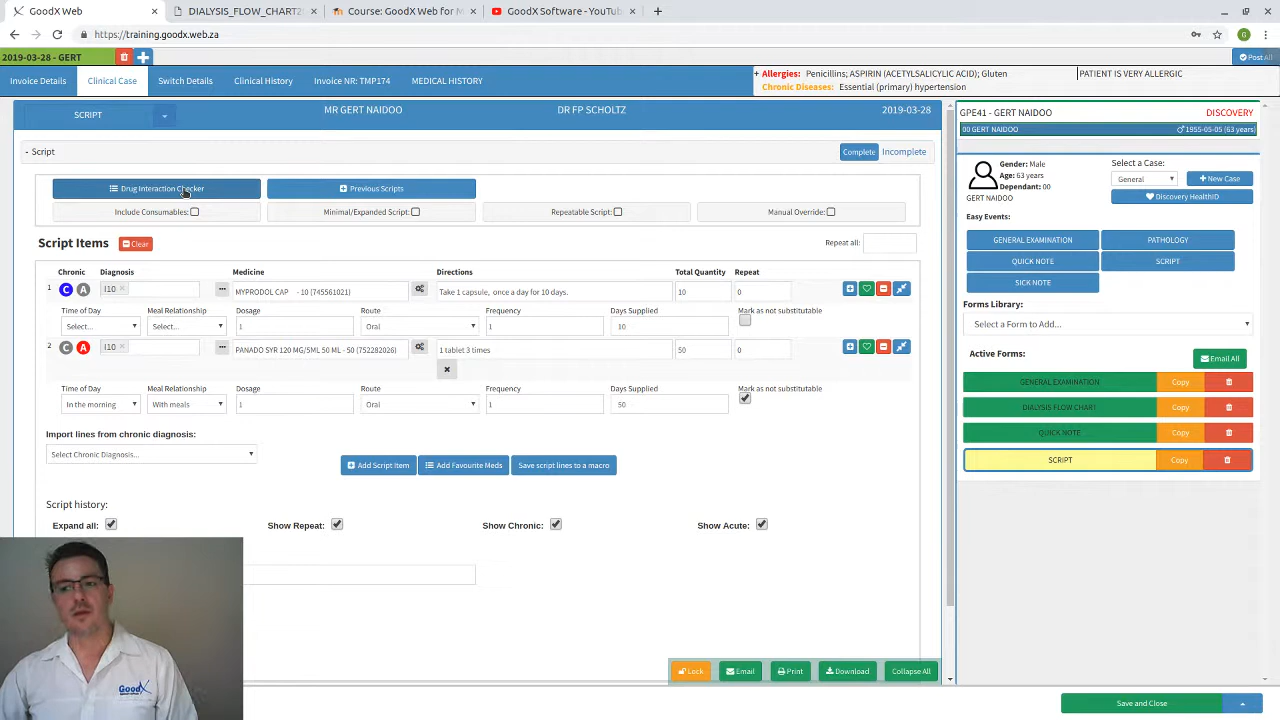 GoodX Web
DIALYSIS_FLOW_CHART2
Course: GoodX Web for M
GoodX Software - YouTub
https://training.goodx.web.za
2019-03-28 - GERT
Post All
Invoice Details
Clinical Case
Switch Details
Clinical History
Invoice NR: TMP174
MEDICAL HISTORY
+ Allergies: Penicillins; ASPIRIN (ACETYLSALICYLIC ACID); Gluten
Chronic Diseases: Essential (primary) hypertension
PATIENT IS VERY ALLERGIC
SCRIPT
MR GERT NAIDOO
DR FP SCHOLTZ
2019-03-28
- Script
Complete
Incomplete
Drug Interaction Checker
Previous Scripts
Include Consumables:
Minimal/Expanded Script:
Repeatable Script:
Manual Override:
Script Items
Clear
Repeat all:
Chronic Diagnosis Medicine Directions Total Quantity Repeat
1 C A I10 × MYPRODOL CAP - 10 (745561021) Take 1 capsule, once a day for 10 days. 10 0
Time of Day Meal Relationship Dosage Route Frequency Days Supplied Mark as not substitutable
Select... Select... 1 Oral 1 10
2 C A I10 × PANADO SYR 120 MG/5ML 50 ML - 50 (752282026) 1 tablet 3 times 50 0
Time of Day Meal Relationship Dosage Route Frequency Days Supplied Mark as not substitutable
In the morning With meals 1 Oral 1 50
Import lines from chronic diagnosis:
Select Chronic Diagnosis...
Add Script Item
Add Favourite Meds
Save script lines to a macro
Script history:
Expand all:
Show Repeat:
Show Chronic:
Show Acute:
Lock
Email
Print
Download
Collapse All
GoodX
GPE41 - GERT NAIDOO
DISCOVERY
00 GERT NAIDOO
1955-05-05 (63 years)
Gender: Male
Age: 63 years
Dependant: 00
GERT NAIDOO
Select a Case:
General
New Case
Discovery HealthID
Easy Events:
GENERAL EXAMINATION
PATHOLOGY
QUICK NOTE
SCRIPT
SICK NOTE
Forms Library:
Select a Form to Add...
Active Forms:
Email All
GENERAL EXAMINATION Copy
DIALYSIS FLOW CHART Copy
QUICK NOTE Copy
SCRIPT Copy
Save and Close